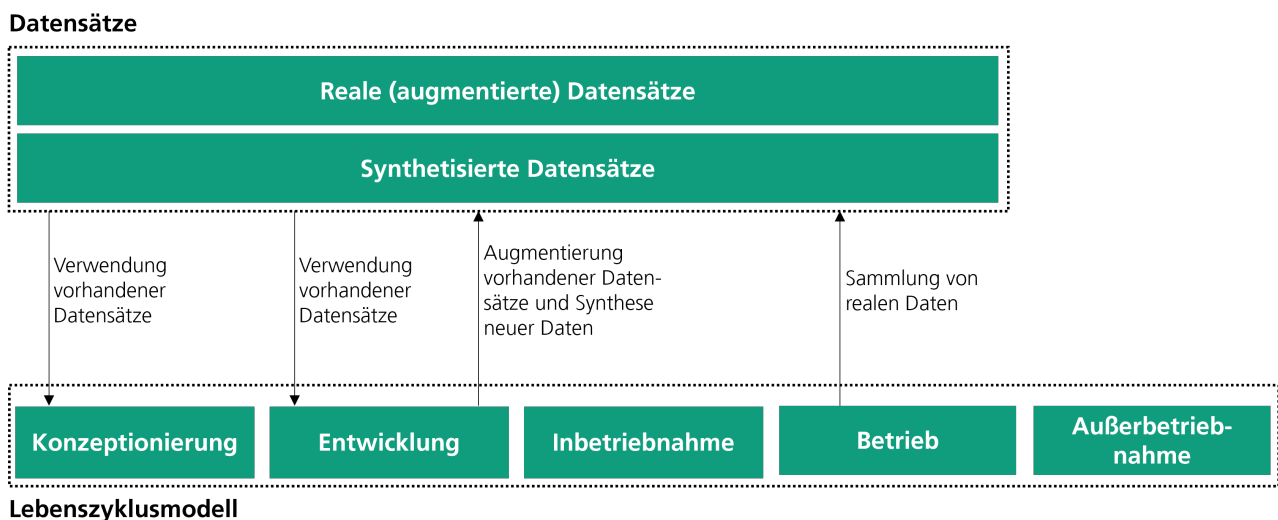 Datensätze
Reale (augmentierte) Datensätze
Synthetisierte Datensätze
Verwendung
vorhandener
Datensätze
Verwendung
vorhandener
Datensätze
Augmentierung
vorhandener Daten-
sätze und Synthese
neuer Daten
Sammlung von
realen Daten
Konzeptionierung
Entwicklung
Inbetriebnahme
Betrieb
Außerbetrieb-
nahme
Lebenszyklusmodell